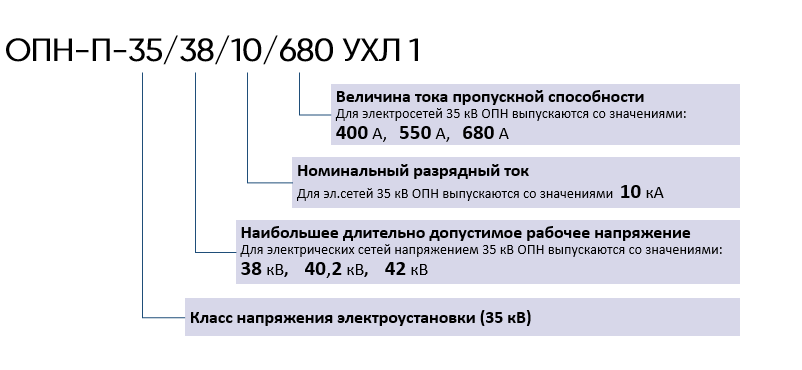 ОПН-П-35/38/10/680 УХЛ 1
Величина тока пропускной способности
Для электросетей 35 кВ ОПН выпускаются со значениями:
400 А, 550 А, 680 А
Номинальный разрядный ток
Для эл.сетей 35 кВ ОПН выпускаются со значениями 10 кА
Наибольшее длительно допустимое рабочее напряжение
Для электрических сетей напряжением 35 кВ ОПН выпускаются со значениями:
38 кВ, 40,2 кВ, 42 кВ
Класс напряжения электроустановки (35 кВ)